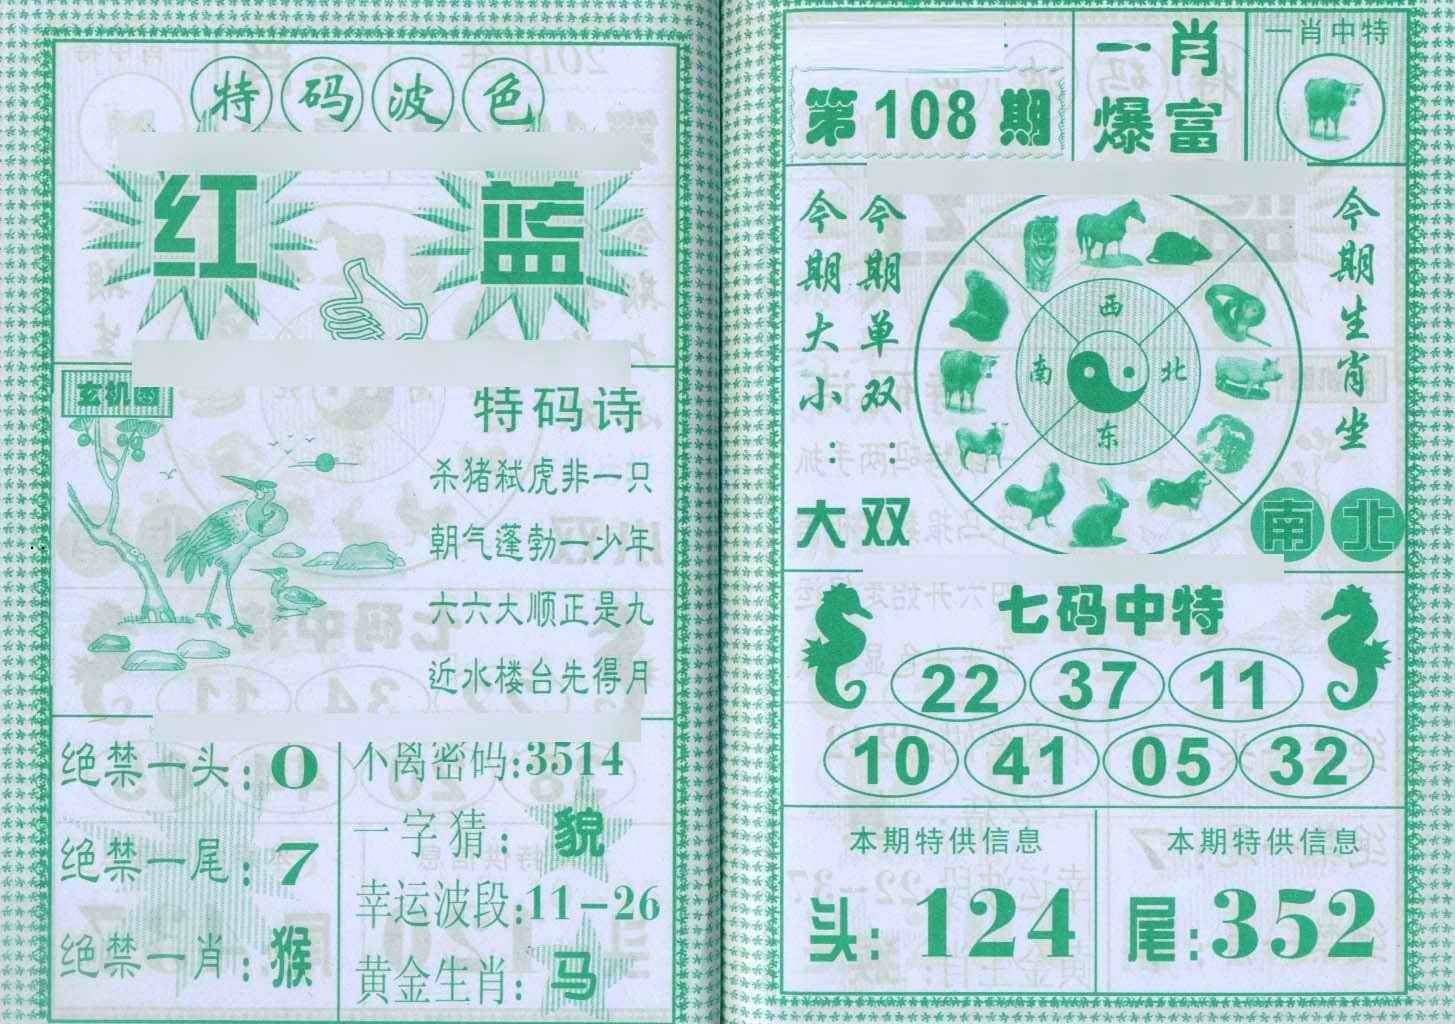 特码波色
红 蓝
玄机图
特码诗
杀猪弑虎非一只
朝气蓬勃一少年
六六大顺正是九
近水楼台先得月
绝禁一头:0
绝禁一尾:7
绝禁一肖:猴
不离密码:3514
一字猜:貌
幸运波段:11-26
黄金生肖:马
第108期
一肖
爆富
一肖中特
今期大小:大
今期单双:双
西
南
北
东
今期生肖坐
南 北
七码中特
22 37 11
10 41 05 32
本期特供信息
头:124
本期特供信息
尾:352